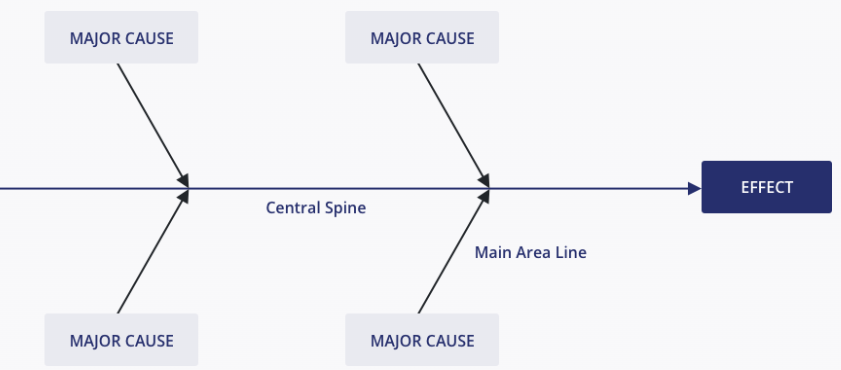 MAJOR CAUSE
MAJOR CAUSE
EFFECT
Central Spine
Main Area Line
MAJOR CAUSE
MAJOR CAUSE